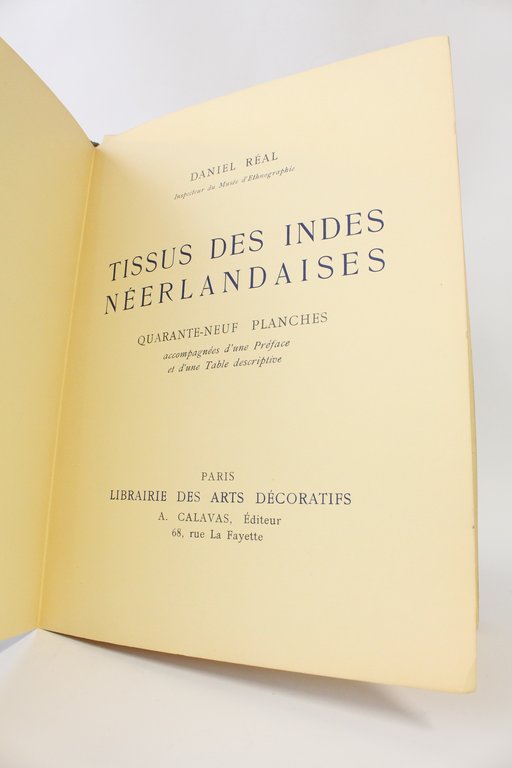 DANIEL RÉAL
Inspecteur du Musée d'Ethnographie
TISSUS DES INDES
NÉERLANDAISES
QUARANTE-NEUF PLANCHES
accompagnées d'une Préface
et d'une Table descriptive
PARIS
LIBRAIRIE DES ARTS DÉCORATIFS
A. CALAVAS, Éditeur
68, rue La Fayette